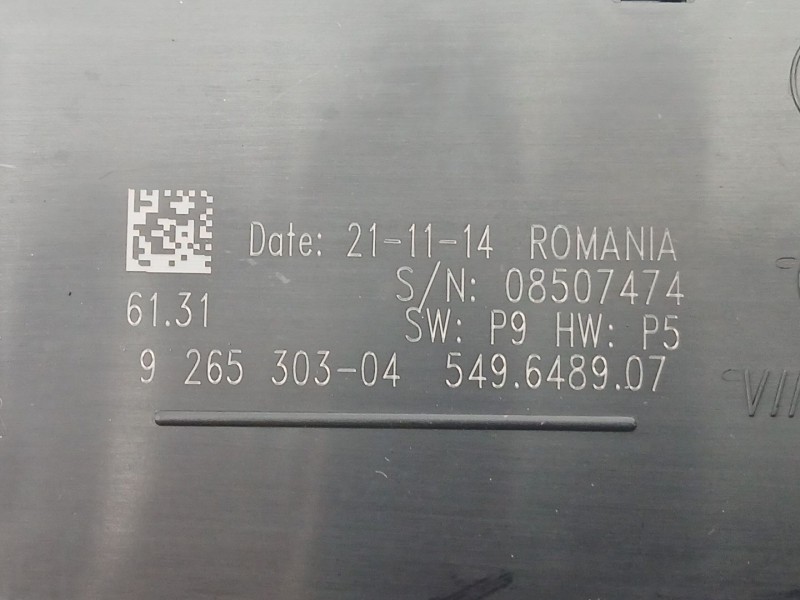 Date: 21-11-14 ROMANIA
S/N: 08507474
61.31
SW: P9 HW: P5
9 265 303-04 549.6489.07